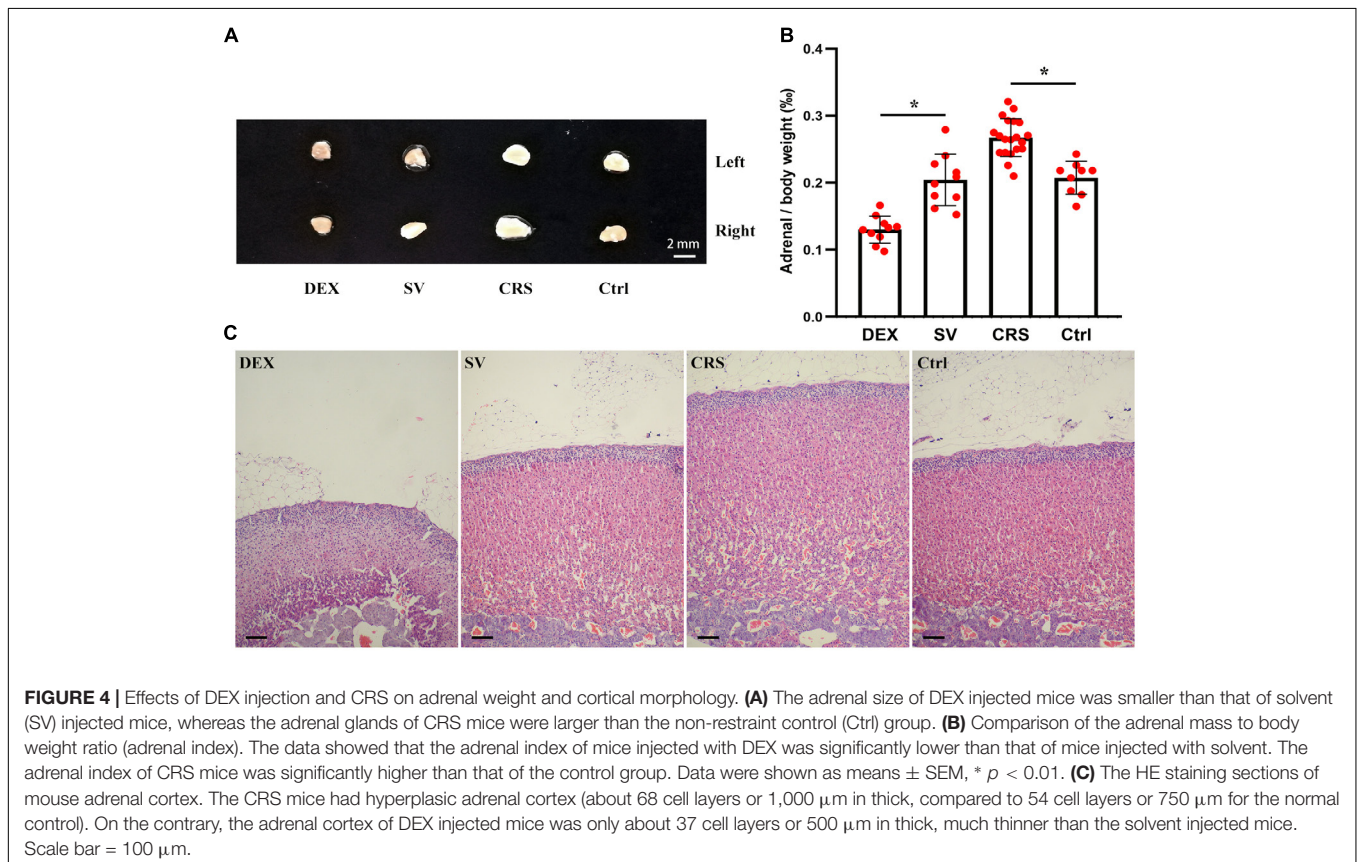 A
Left
Right
2 mm
DEX SV CRS Ctrl
B
Adrenal / body weight (‰)
0.4
0.3
0.2
0.1
0.0
* *
DEX SV CRS Ctrl
C
DEX SV CRS Ctrl
FIGURE 4 | Effects of DEX injection and CRS on adrenal weight and cortical morphology. (A) The adrenal size of DEX injected mice was smaller than that of solvent
(SV) injected mice, whereas the adrenal glands of CRS mice were larger than the non-restraint control (Ctrl) group. (B) Comparison of the adrenal mass to body
weight ratio (adrenal index). The data showed that the adrenal index of mice injected with DEX was significantly lower than that of mice injected with solvent. The
adrenal index of CRS mice was significantly higher than that of the control group. Data were shown as means ± SEM, * p < 0.01. (C) The HE staining sections of
mouse adrenal cortex. The CRS mice had hyperplasic adrenal cortex (about 68 cell layers or 1,000 μm in thick, compared to 54 cell layers or 750 μm for the normal
control). On the contrary, the adrenal cortex of DEX injected mice was only about 37 cell layers or 500 μm in thick, much thinner than the solvent injected mice.
Scale bar = 100 μm.